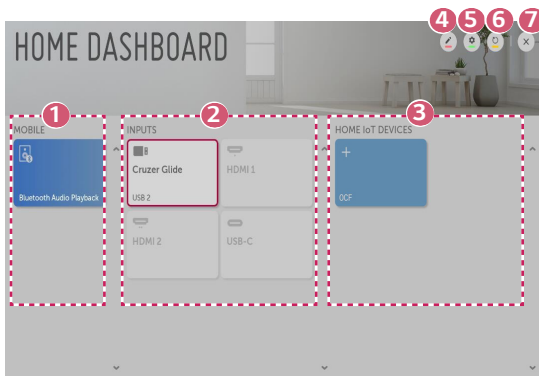 4 5 6 7
HOME DASHBOARD
1 2 3
MOBILE INPUTS HOME IoT DEVICES
Cruzer Glide HDMI 1
Bluetooth Audio Playback USB 2 OCF
HDMI 2 USB-C